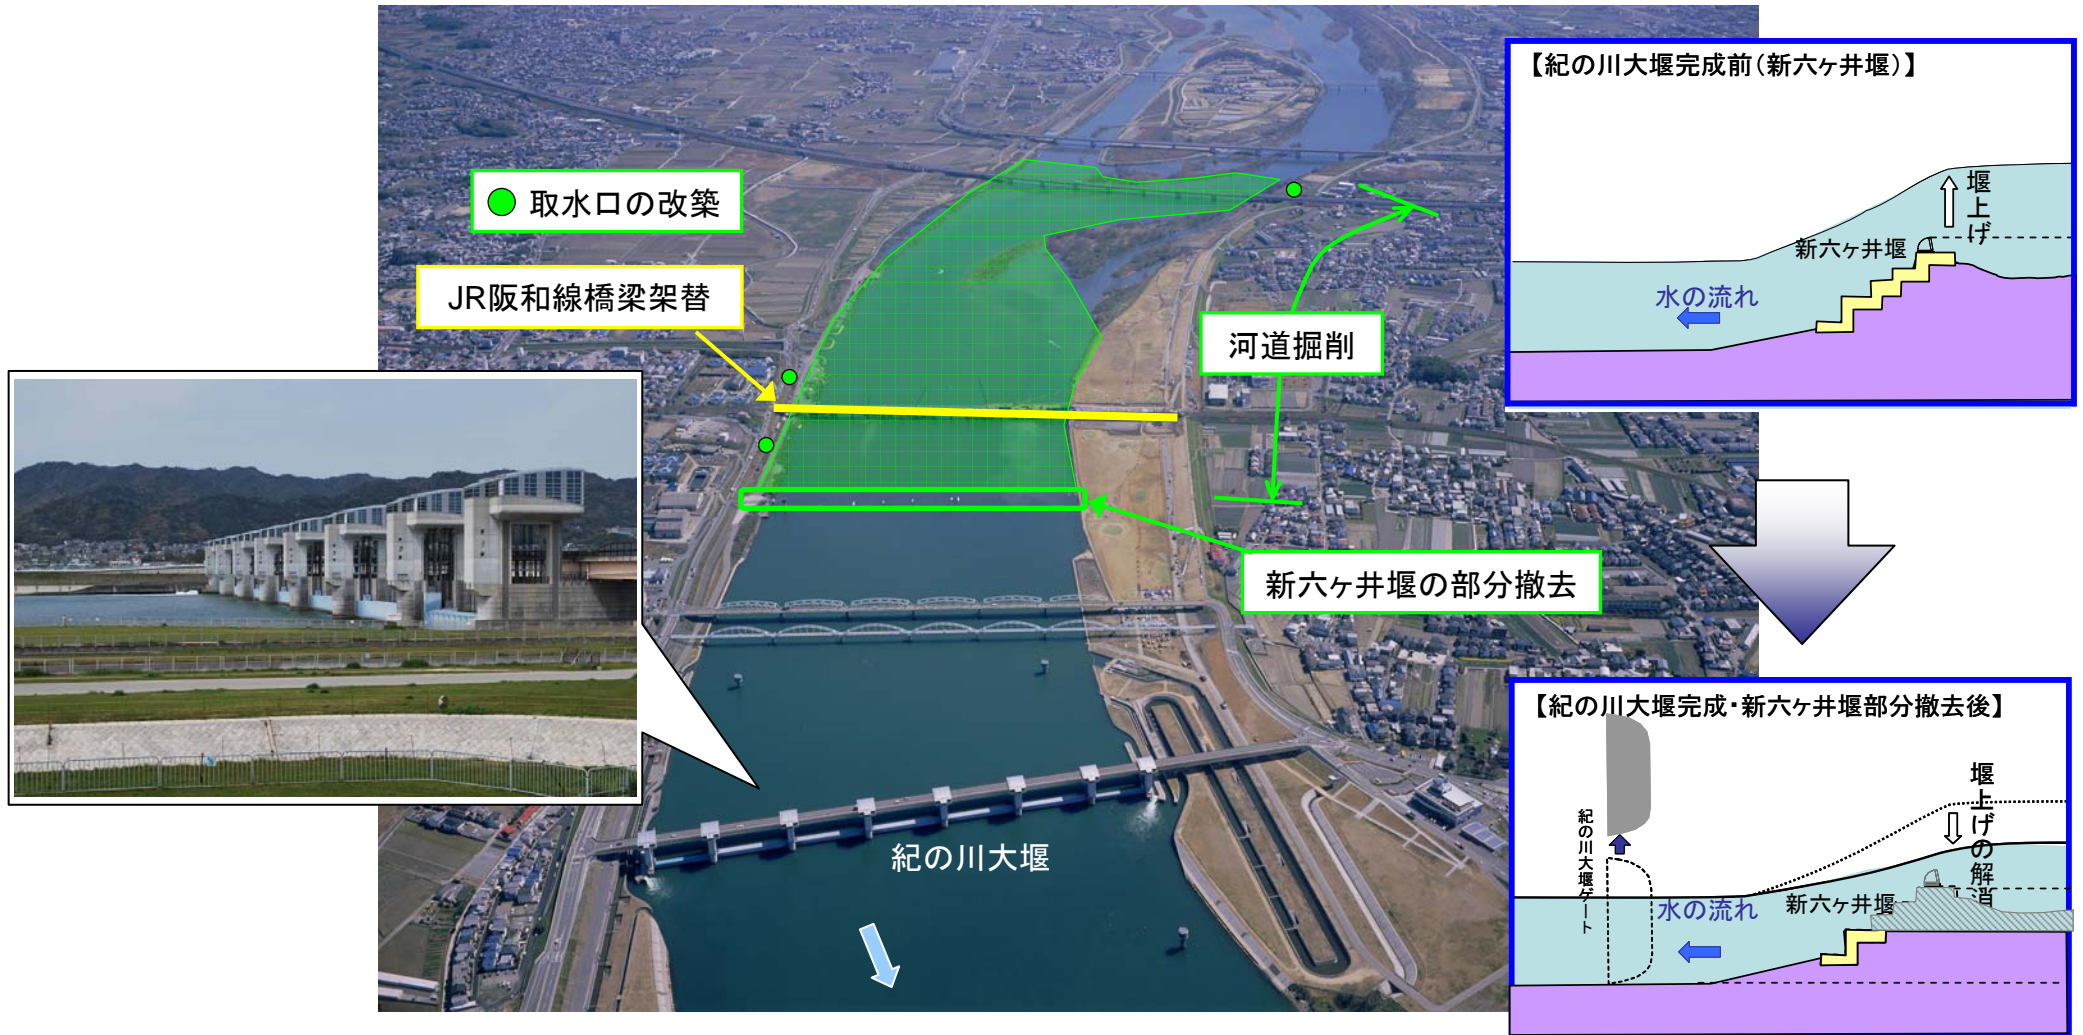 【紀の川大堰完成前(新六ヶ井堰)】
堰上げ
新六ヶ井堰
水の流れ
取水口の改築
JR阪和線橋梁架替
河道掘削
新六ヶ井堰の部分撤去
紀の川大堰
【紀の川大堰完成・新六ヶ井堰部分撤去後】
堰上げの解消
紀の川大堰ゲート
水の流れ
新六ヶ井堰